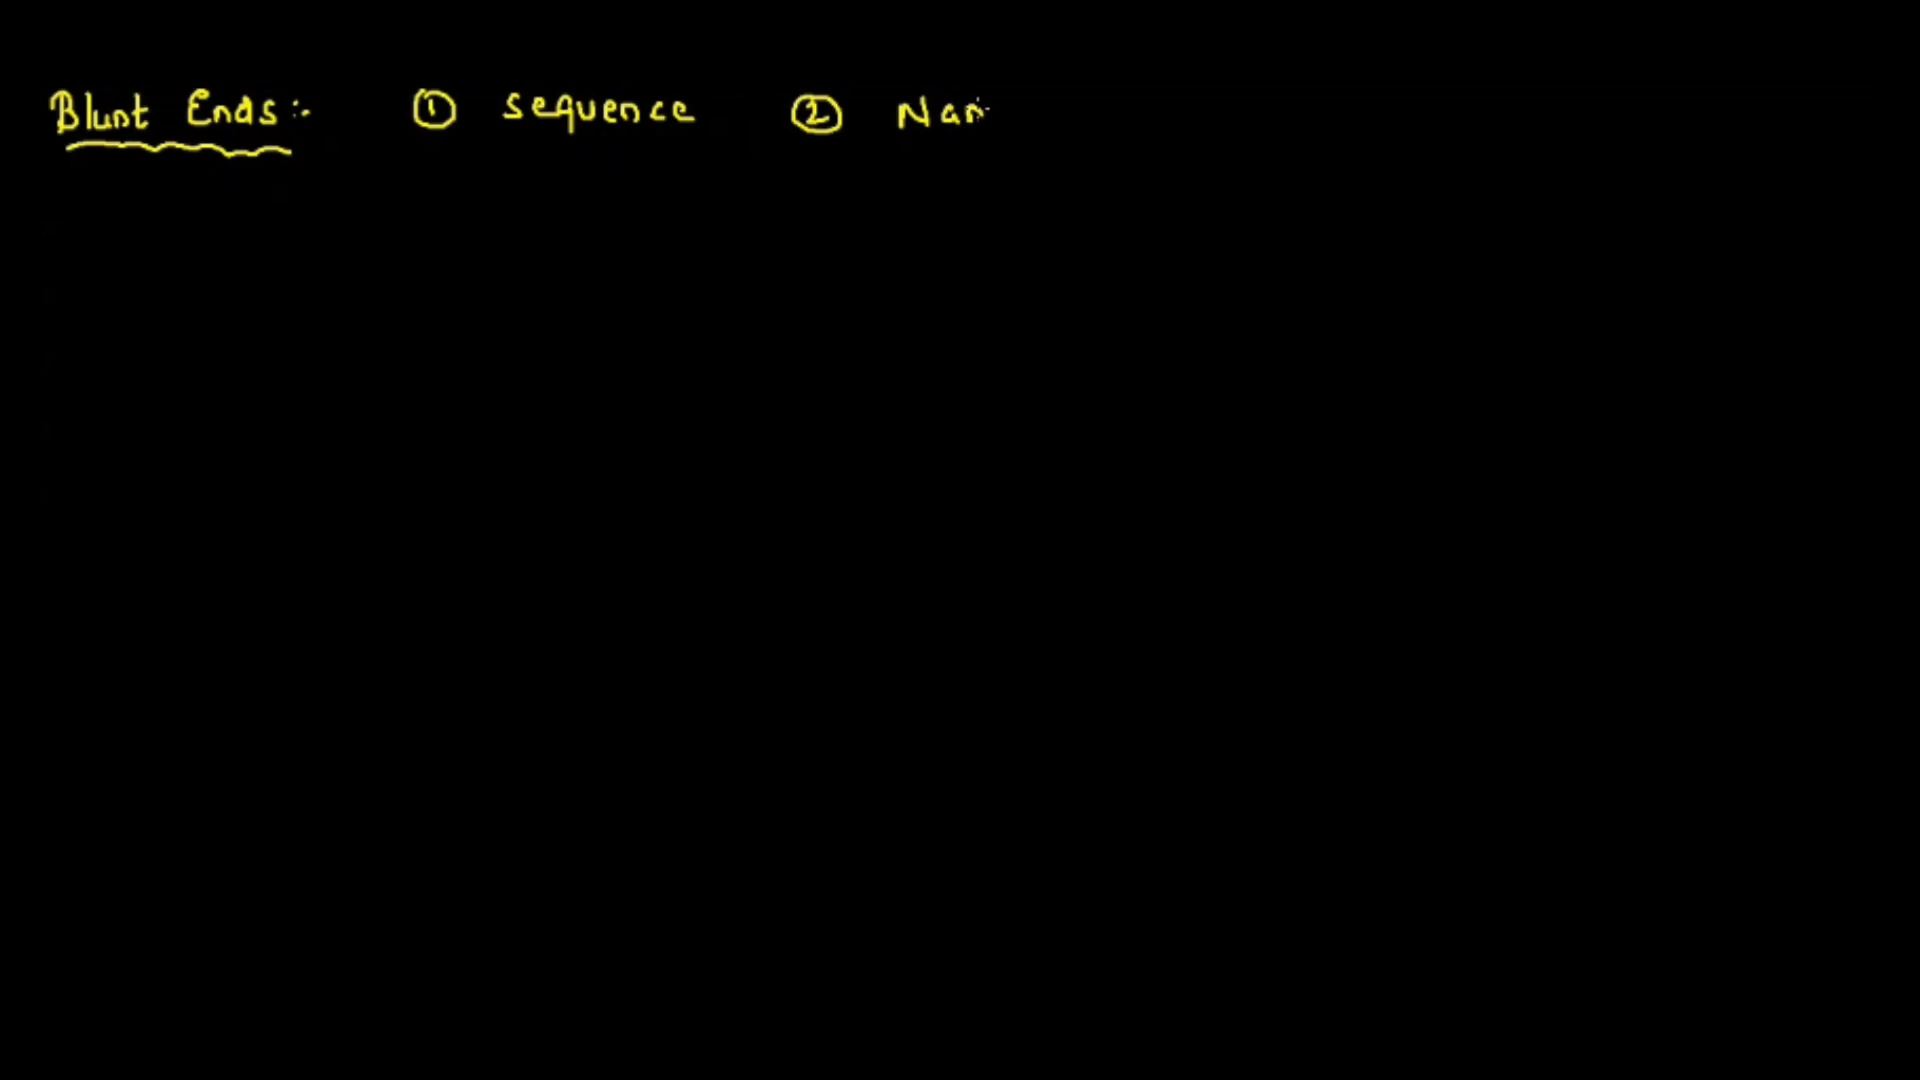 Blunt Ends:- ① sequence ② Nam